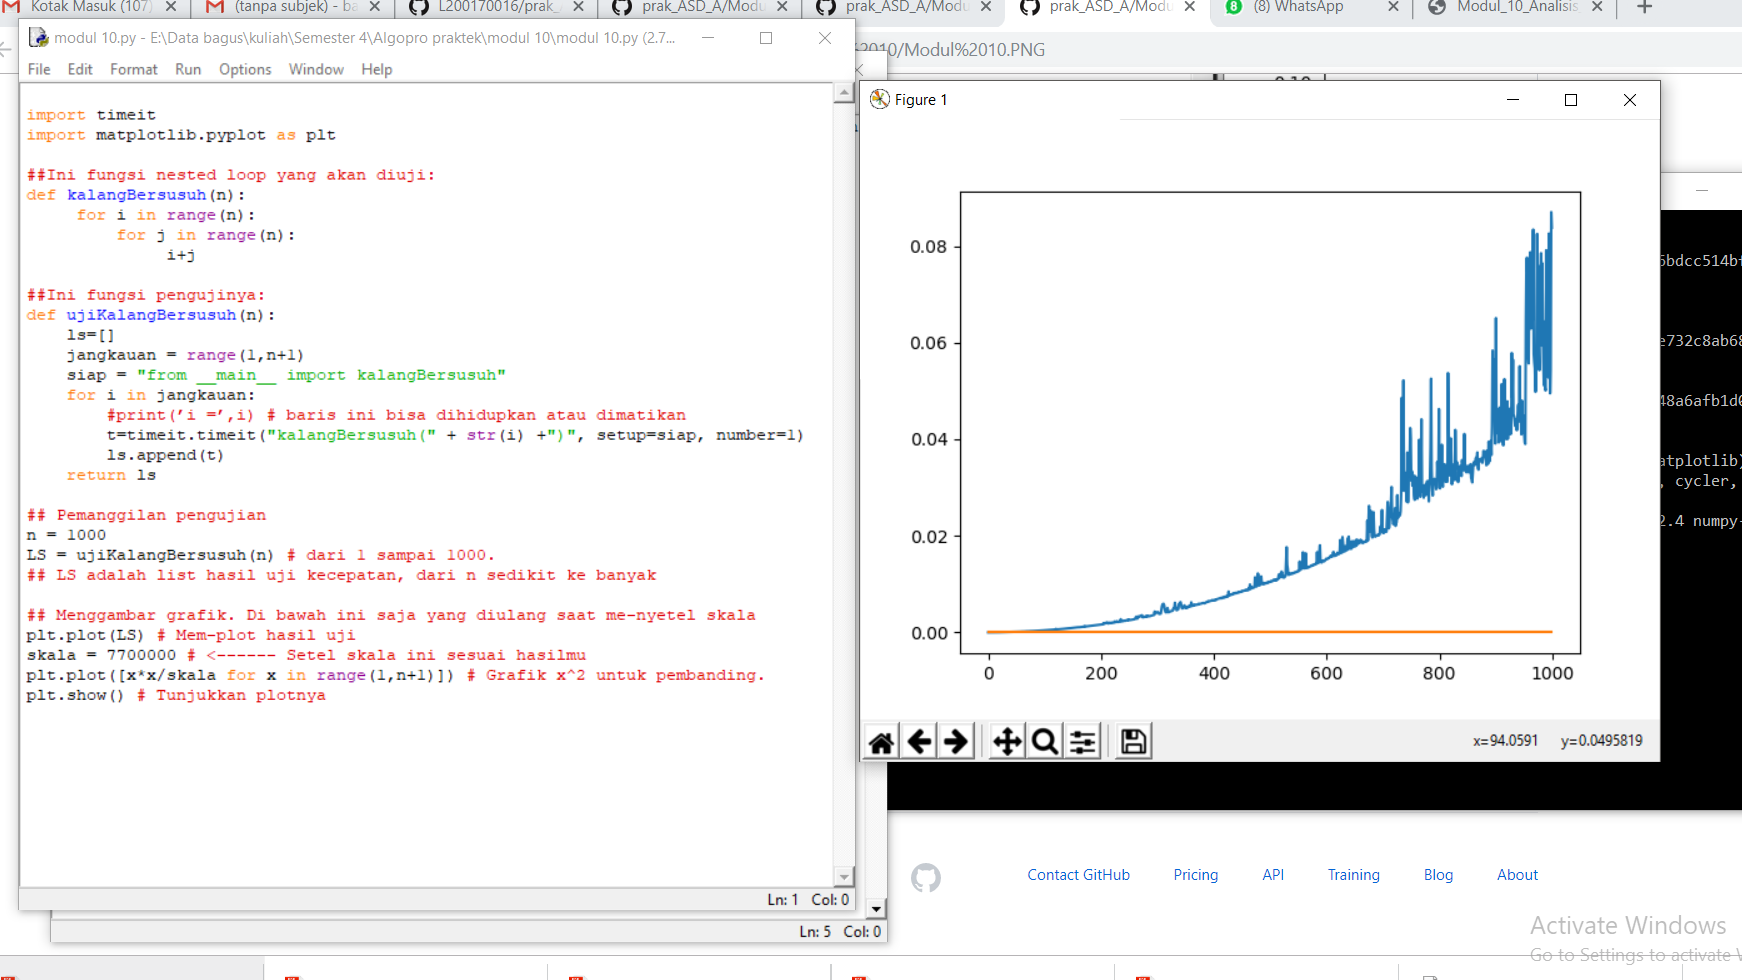 Kotak Masuk (107)
(tanpa subjek) - ba
L200170016/prak_
prak_ASD_A/Modu
prak_ASD_A/Modu
prak_ASD_A/Modu
8 (8) WhatsApp
Modul_10_Analisis
modul 10.py - E:\Data bagus\kuliah\Semester 4\Algopro praktek\modul 10\modul 10.py (2.7...
2010/Modul%2010.PNG
File Edit Format Run Options Window Help
import timeit
import matplotlib.pyplot as plt
##Ini fungsi nested loop yang akan diuji:
def kalangBersusuh(n):
for i in range(n):
for j in range(n):
i+j
##Ini fungsi pengujinya:
def ujiKalangBersusuh(n):
ls=[]
jangkauan = range(1,n+1)
siap = "from __main__ import kalangBersusuh"
for i in jangkauan:
#print(’i =’,i) # baris ini bisa dihidupkan atau dimatikan
t=timeit.timeit("kalangBersusuh(" + str(i) +")", setup=siap, number=1)
ls.append(t)
return ls
## Pemanggilan pengujian
n = 1000
LS = ujiKalangBersusuh(n) # dari 1 sampai 1000.
## LS adalah list hasil uji kecepatan, dari n sedikit ke banyak
## Menggambar grafik. Di bawah ini saja yang diulang saat me-nyetel skala
plt.plot(LS) # Mem-plot hasil uji
skala = 7700000 # <------ Setel skala ini sesuai hasilmu
plt.plot([x*x/skala for x in range(1,n+1)]) # Grafik x^2 untuk pembanding.
plt.show() # Tunjukkan plotnya
Ln: 1 Col: 0
Ln: 5 Col: 0
Figure 1
0.08
0.06
0.04
0.02
0.00
0 200 400 600 800 1000
x=94.0591 y=0.0495819
bdcc514b
e732c8ab68
48a6afb1d
atplotlib)
, cycler,
2.4 numpy-
Contact GitHub Pricing API Training Blog About
Activate Windows
Go to Settings to activate W